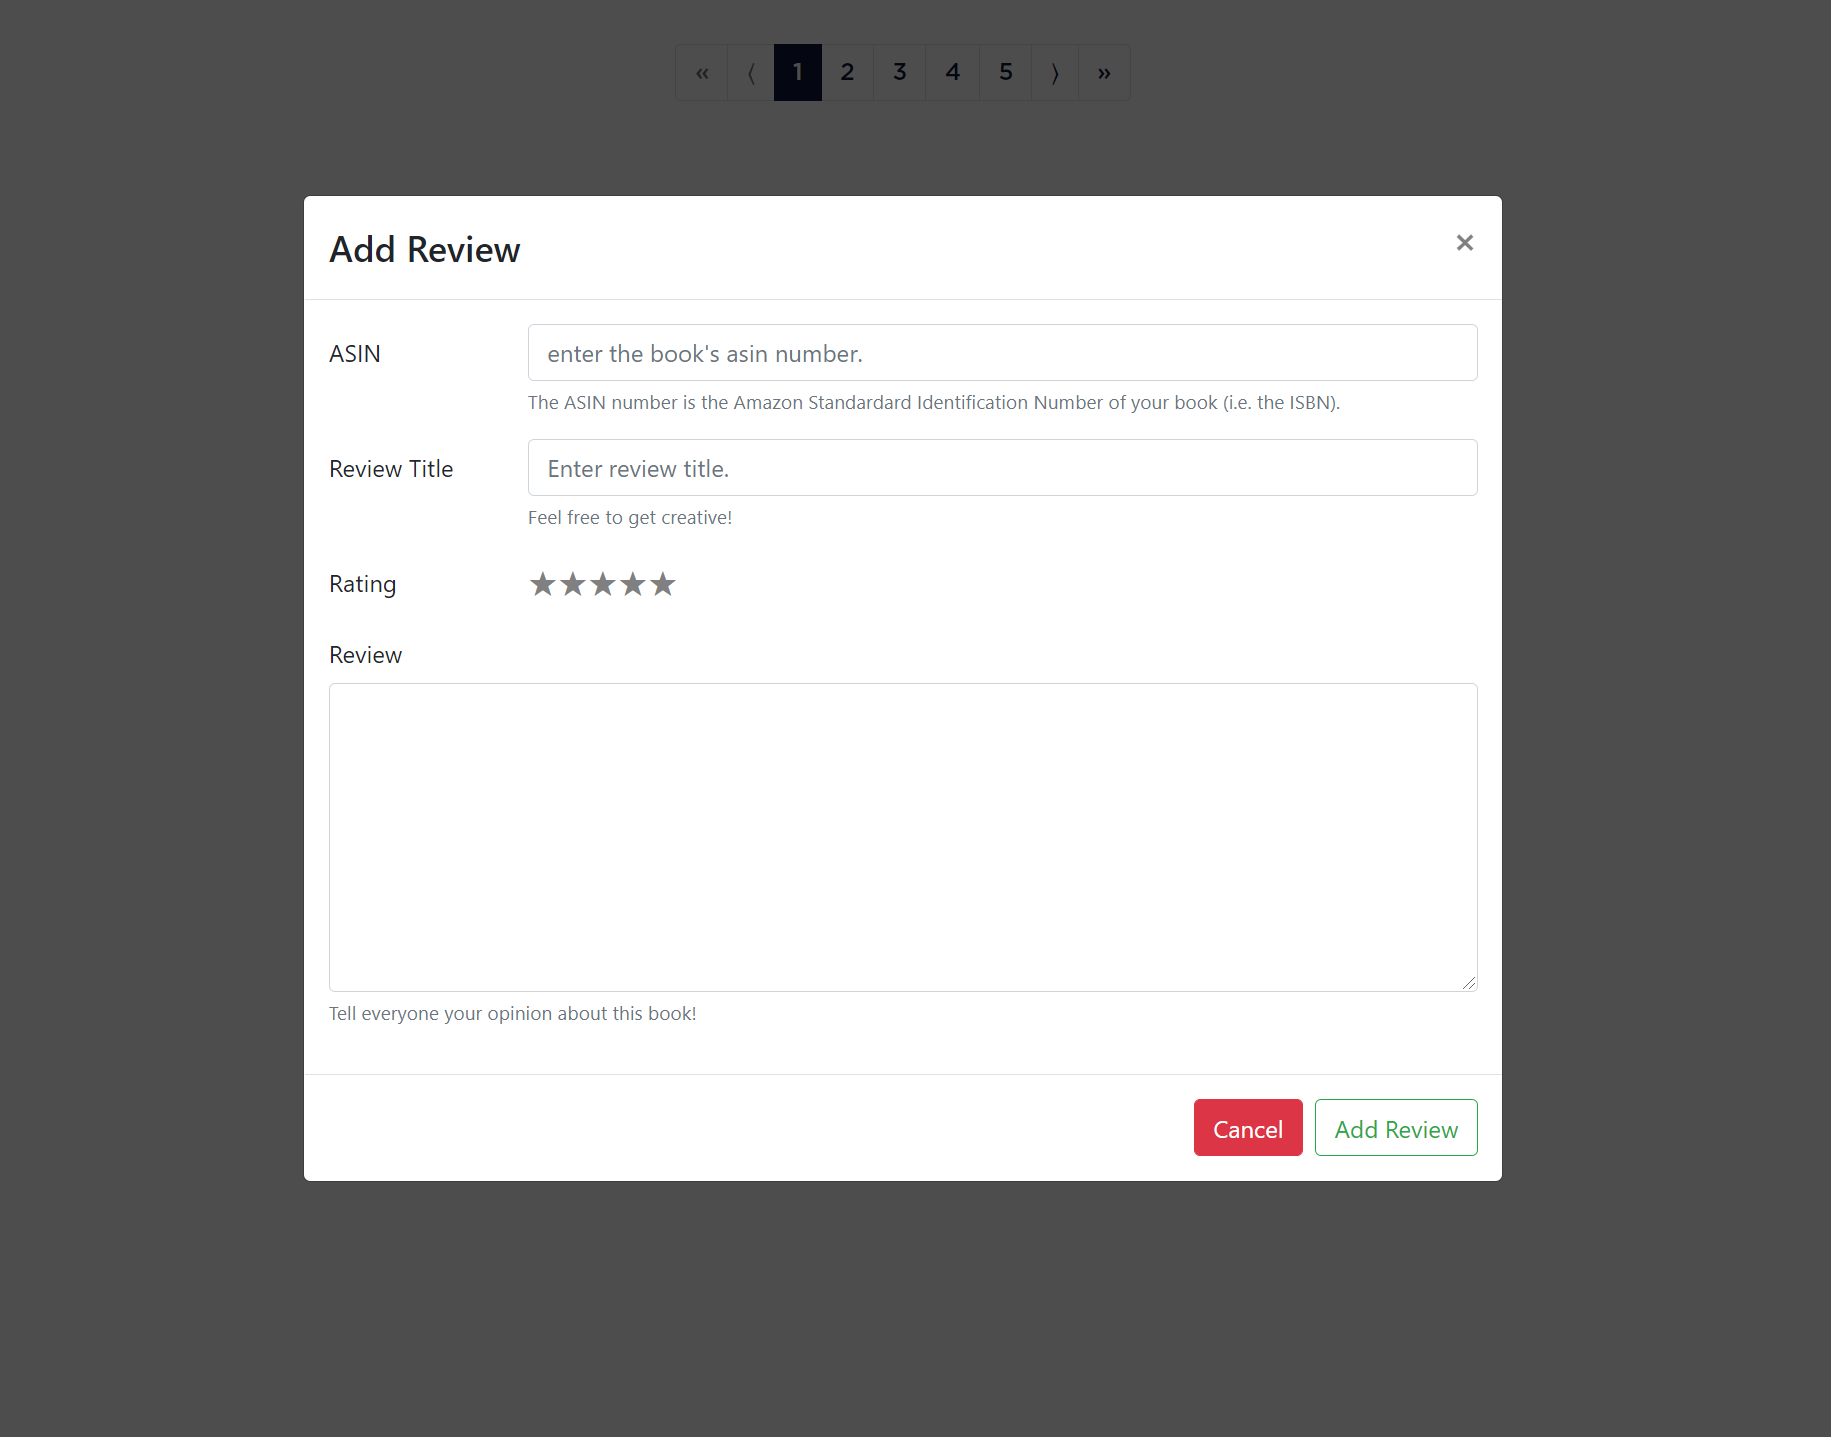 « ⟨ 1 2 3 4 5 ⟩ »
Add Review ×
ASIN enter the book's asin number.
The ASIN number is the Amazon Standardard Identification Number of your book (i.e. the ISBN).
Review Title Enter review title.
Feel free to get creative!
Rating ★★★★★
Review
Tell everyone your opinion about this book!
Cancel Add Review